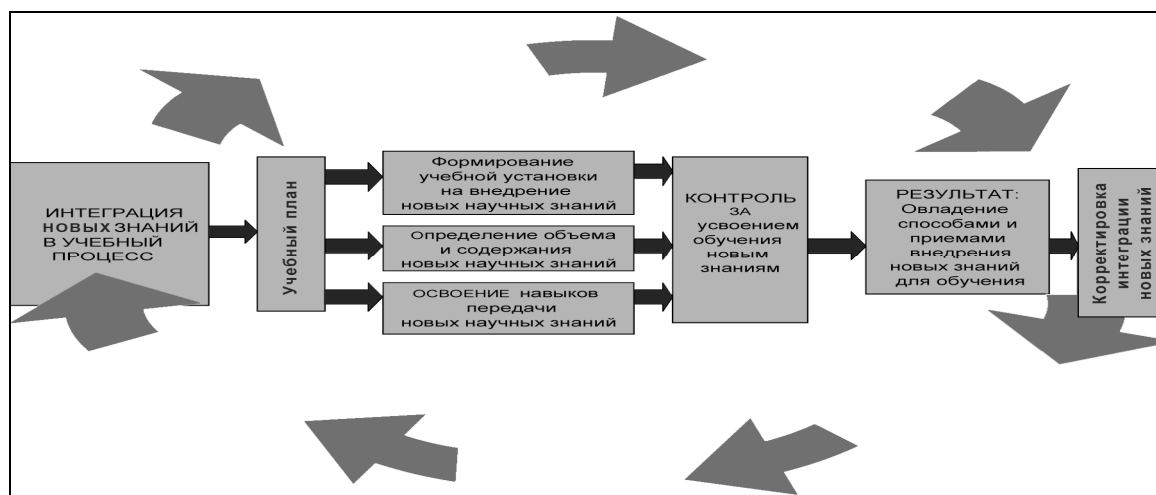 ИНТЕГРАЦИЯ
НОВЫХ ЗНАНИЙ
В УЧЕБНЫЙ
ПРОЦЕСС
Учебный план
Формирование
учебной установки
на внедрение
новых научных знаний
Определение объема
и содержания
новых научных знаний
ОСВОЕНИЕ навыков
передачи
новых научных знаний
КОНТРОЛЬ
ЗА
усвоением
обучения
новым
знаниям
РЕЗУЛЬТАТ:
Овладение
способами и
приемами
внедрения
новых знаний
для обучения
Корректировка
интеграции
новых знаний